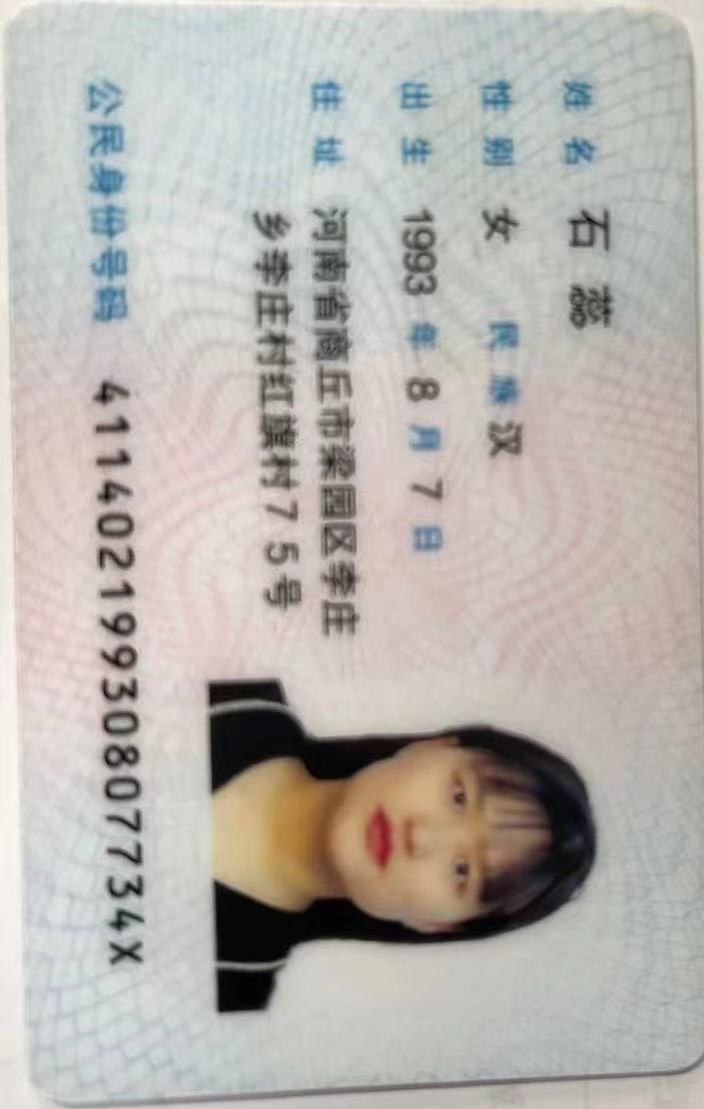 姓名 石蕊
性别 女 民族 汉
出生 1993 年 8 月 7 日
住址 河南省商丘市梁园区李庄
乡李庄村红旗村75号
公民身份号码 41140219930807734X